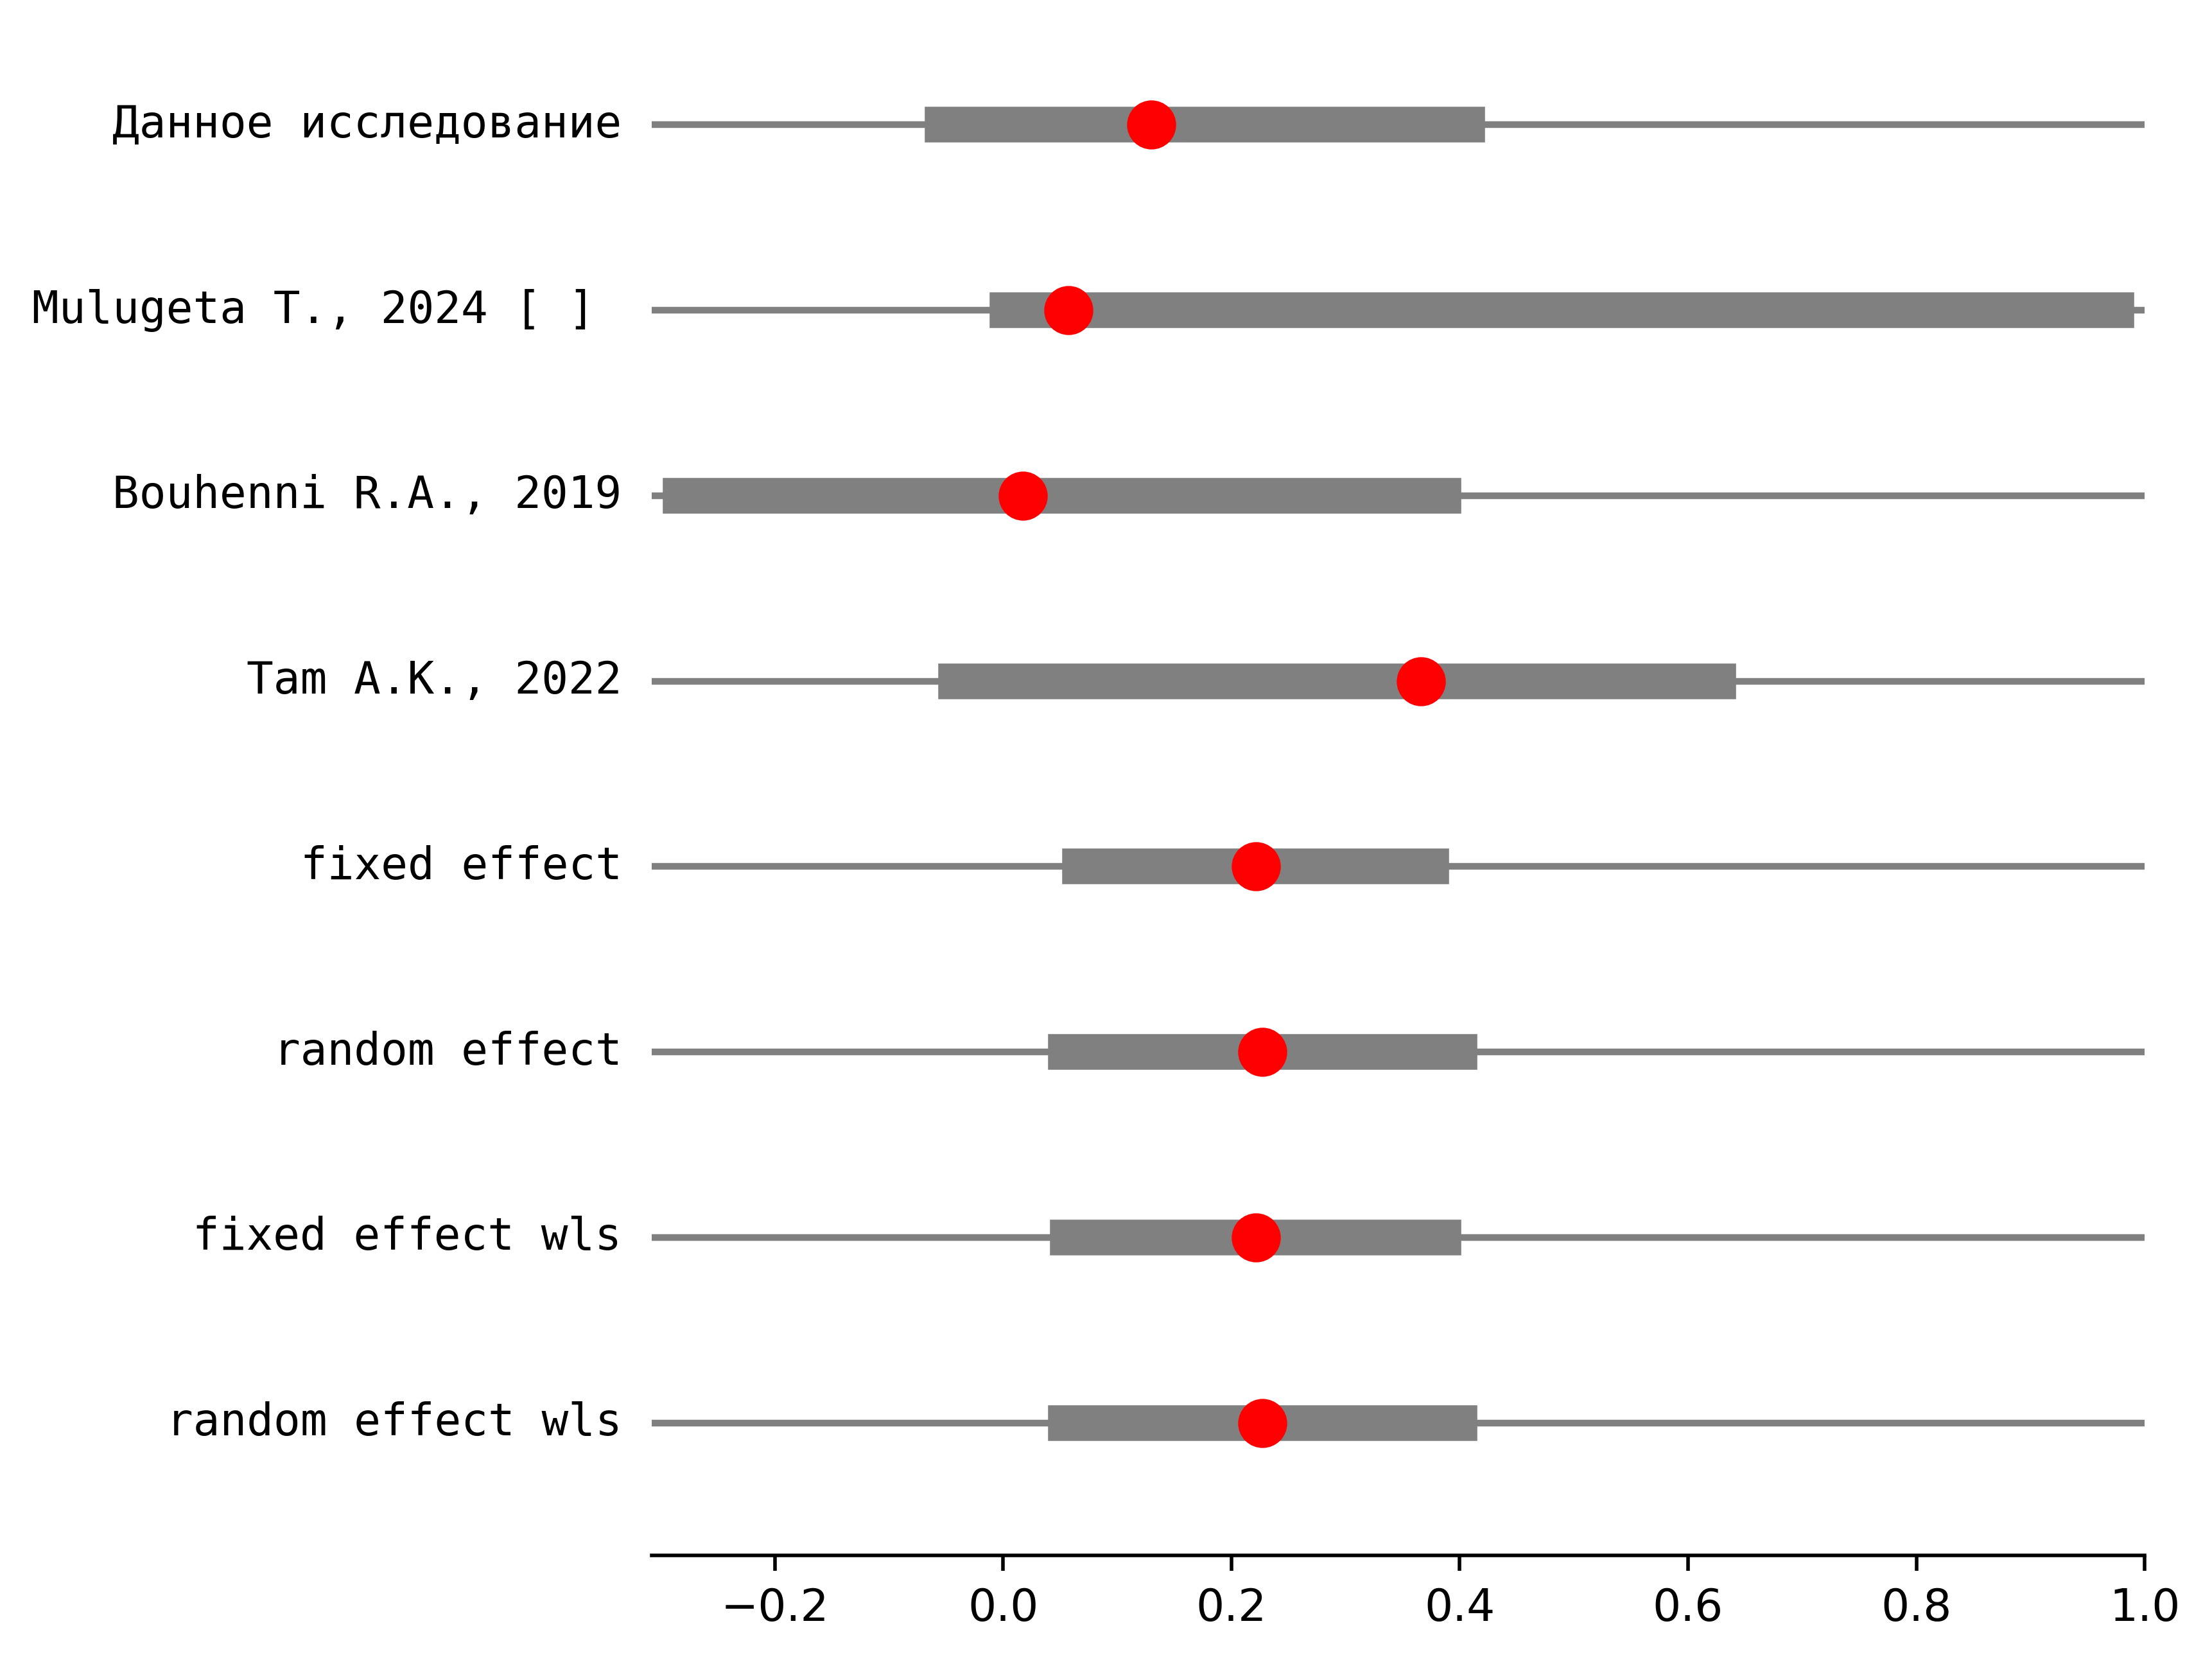 Данное исследование
Mulugeta T., 2024 [ ]
Bouhenni R.A., 2019
Tam A.K., 2022
fixed effect
random effect
fixed effect wls
random effect wls
−0.2 0.0 0.2 0.4 0.6 0.8 1.0